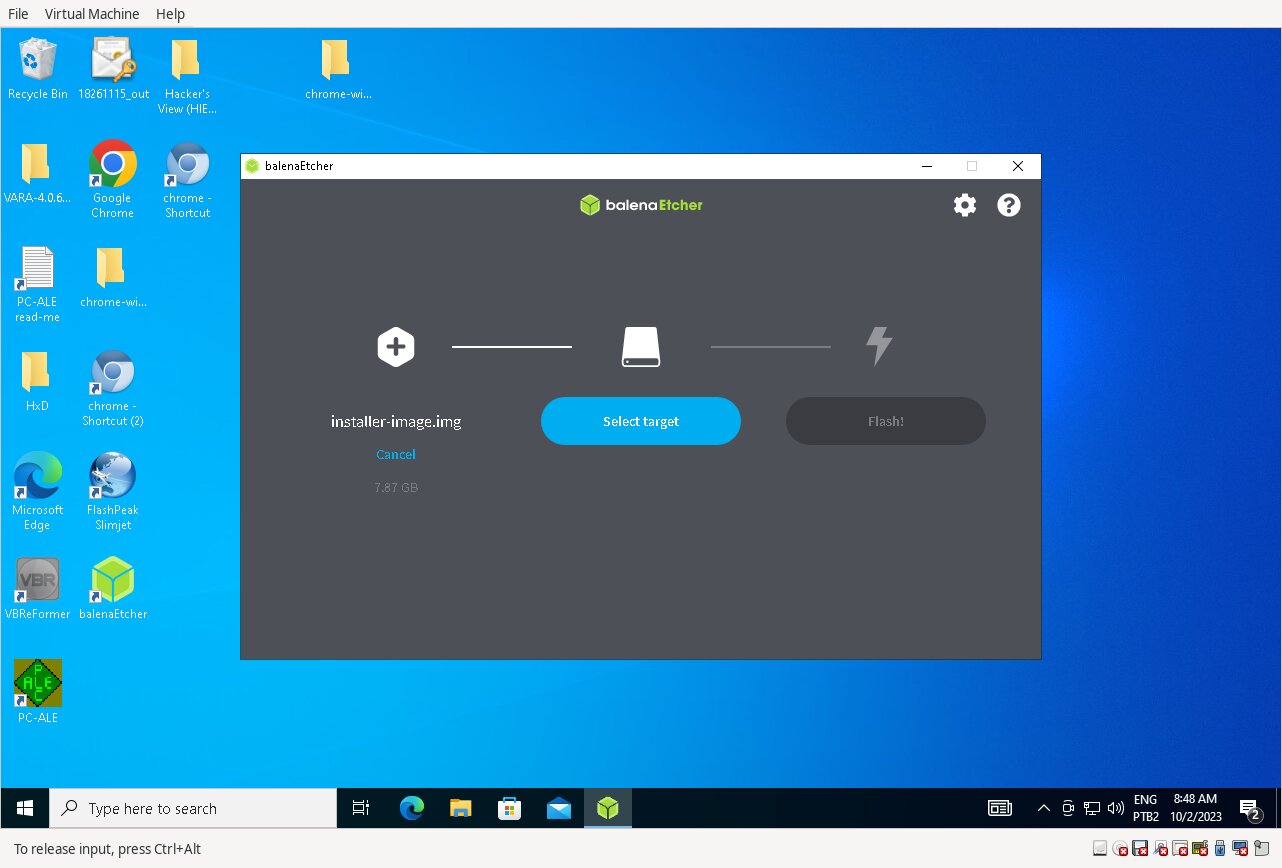 File Virtual Machine Help
Recycle Bin
18261115_out
Hacker's
View (HIE...
chrome-wi...
VARA-4.0.6...
Google
Chrome
chrome -
Shortcut
PC-ALE
read-me
chrome-wi...
HxD
chrome -
Shortcut (2)
Microsoft
Edge
FlashPeak
Slimjet
VBR
VBReFormer
balenaEtcher
P
ALE
C
PC-ALE
balenaEtcher
balenaEtcher
installer-image.img
Cancel
7.87 GB
Select target
Flash!
Type here to search
ENG
PTB2
8:48 AM
10/2/2023
2
To release input, press Ctrl+Alt